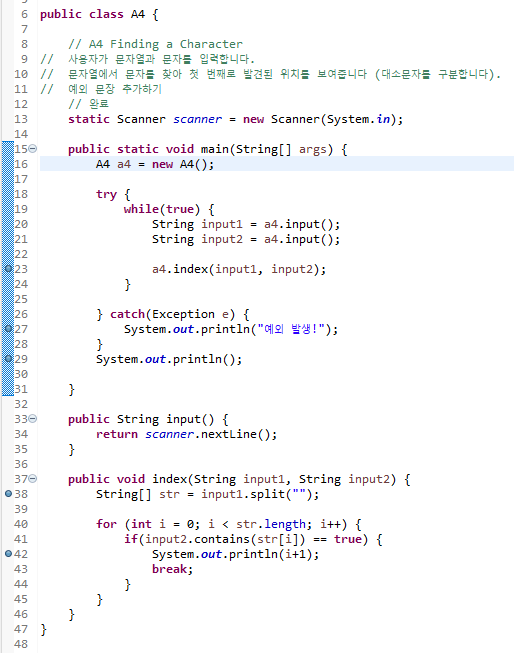 6 public class A4 {
7
8 // A4 Finding a Character
9 // 사용자가 문자열과 문자를 입력합니다.
10 // 문자열에서 문자를 찾아 첫 번째로 발견된 위치를 보여줍니다 (대소문자를 구분합니다).
11 // 예외 문장 추가하기
12 // 완료
13 static Scanner scanner = new Scanner(System.in);
14
15 public static void main(String[] args) {
16 A4 a4 = new A4();
17
18 try {
19 while(true) {
20 String input1 = a4.input();
21 String input2 = a4.input();
22
23 a4.index(input1, input2);
24 }
25
26 } catch(Exception e) {
27 System.out.println("예외 발생!");
28 }
29 System.out.println();
30
31 }
32
33 public String input() {
34 return scanner.nextLine();
35 }
36
37 public void index(String input1, String input2) {
38 String[] str = input1.split("");
39
40 for (int i = 0; i < str.length; i++) {
41 if(input2.contains(str[i]) == true) {
42 System.out.println(i+1);
43 break;
44 }
45 }
46 }
47 }
48